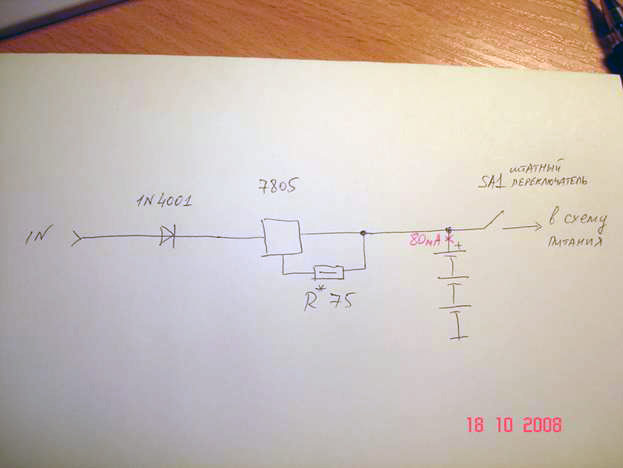 IN
1N4001
7805
R* 75
80мА
+
SA1 ШТАТНЫЙ
ПЕРЕКЛЮЧАТЕЛЬ
В СХЕМУ
ПИТАНИЯ
18 10 2008